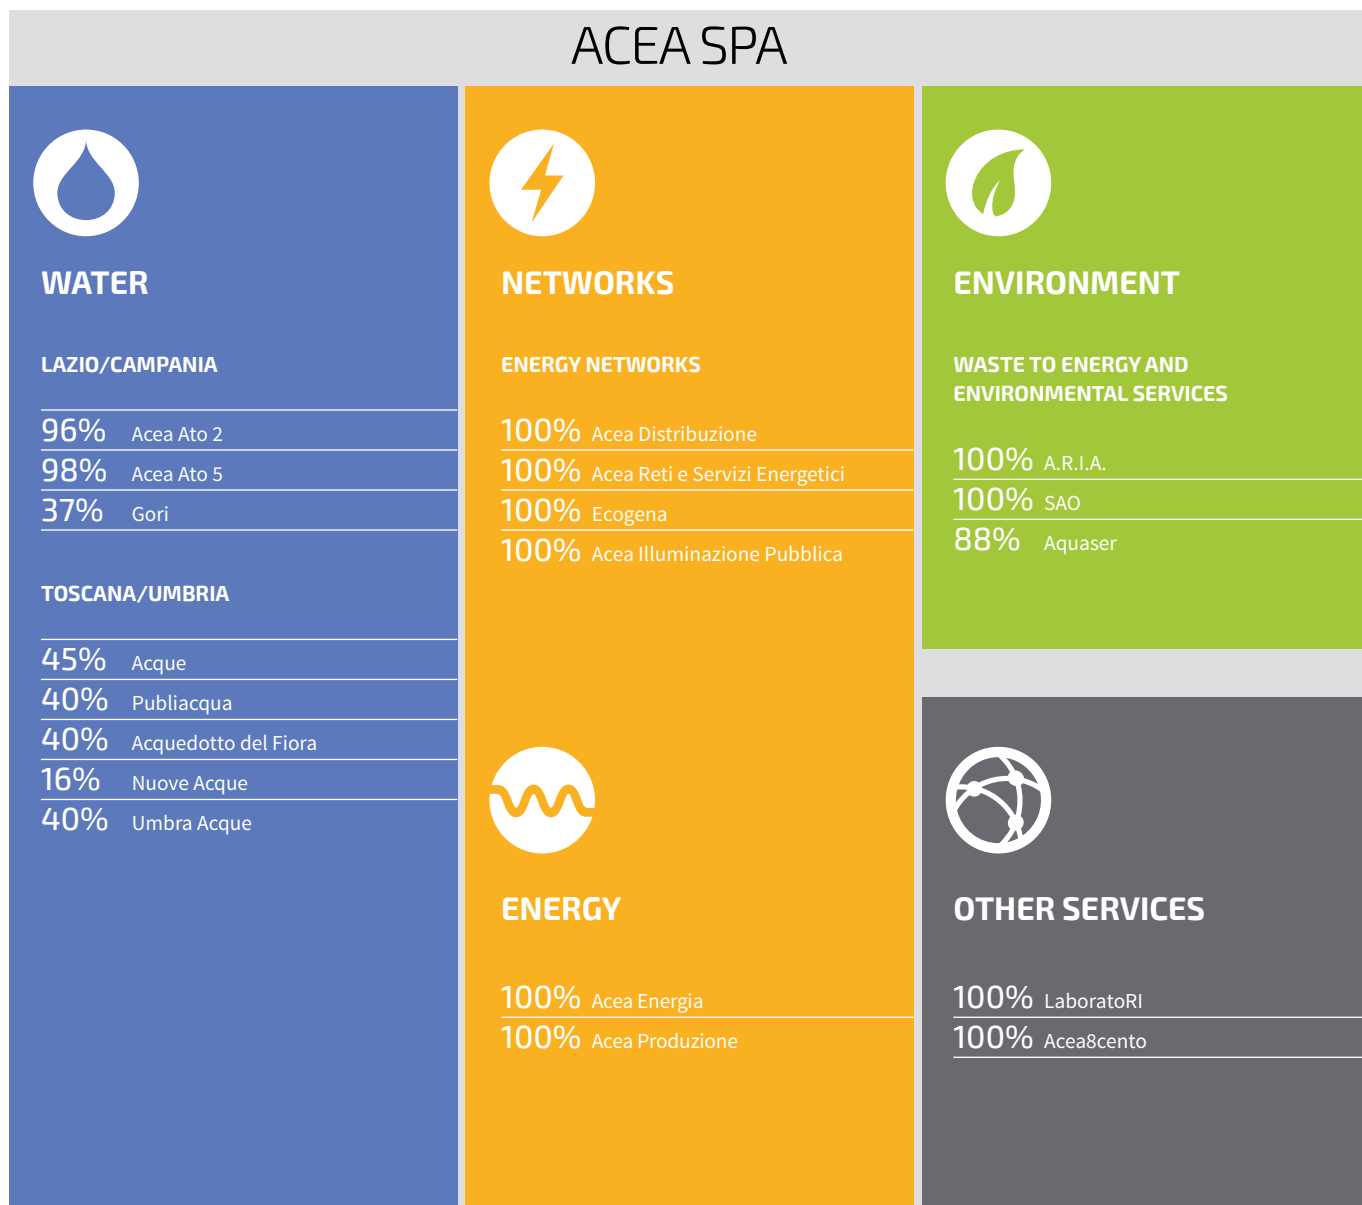 ACEA SPA
WATER
LAZIO/CAMPANIA
96% Acea Ato 2
98% Acea Ato 5
37% Gori
TOSCANA/UMBRIA
45% Acque
40% Publiacqua
40% Acquedotto del Fiora
16% Nuove Acque
40% Umbra Acque
NETWORKS
ENERGY NETWORKS
100% Acea Distribuzione
100% Acea Reti e Servizi Energetici
100% Ecogena
100% Acea Illuminazione Pubblica
ENERGY
100% Acea Energia
100% Acea Produzione
ENVIRONMENT
WASTE TO ENERGY AND
ENVIRONMENTAL SERVICES
100% A.R.I.A.
100% SAO
88% Aquaser
OTHER SERVICES
100% LaboratoRI
100% Acea8cento